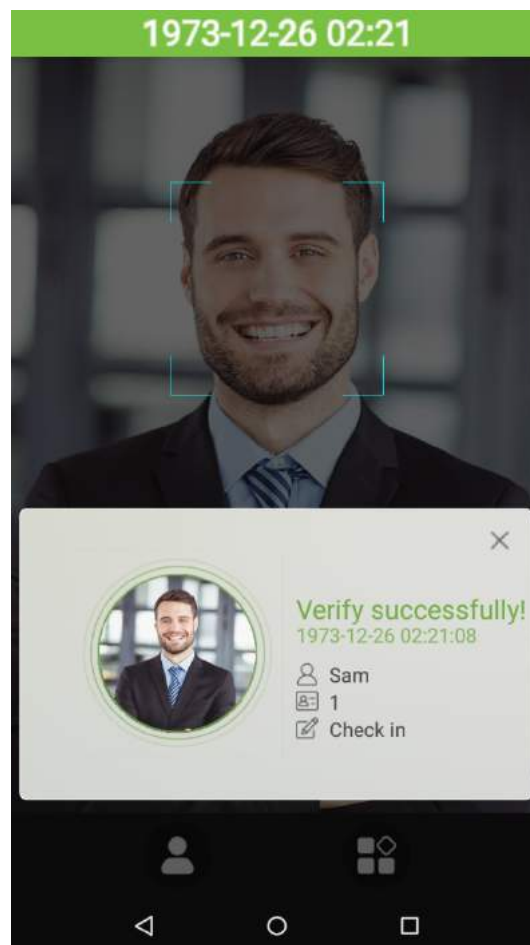 1973-12-26 02:21
Verify successfully!
1973-12-26 02:21:08
Sam
1
Check in